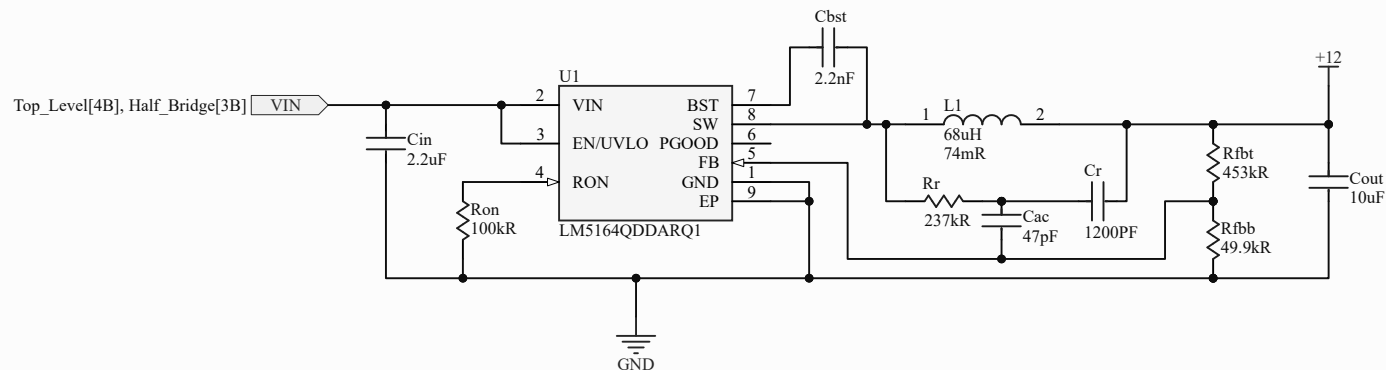 Cbst
2.2nF
+12
U1
Top_Level[4B], Half_Bridge[3B] VIN
2 VIN BST 7
SW 8
3 EN/UVLO PGOOD 6
FB 5
4 RON GND 1
EP 9
LM5164QDDARQ1
Cin
2.2uF
Ron
100kR
1 L1 2
68uH
74mR
Rr
237kR
Cac
47pF
Cr
1200PF
Rfbt
453kR
Rfbb
49.9kR
Cout
10uF
GND